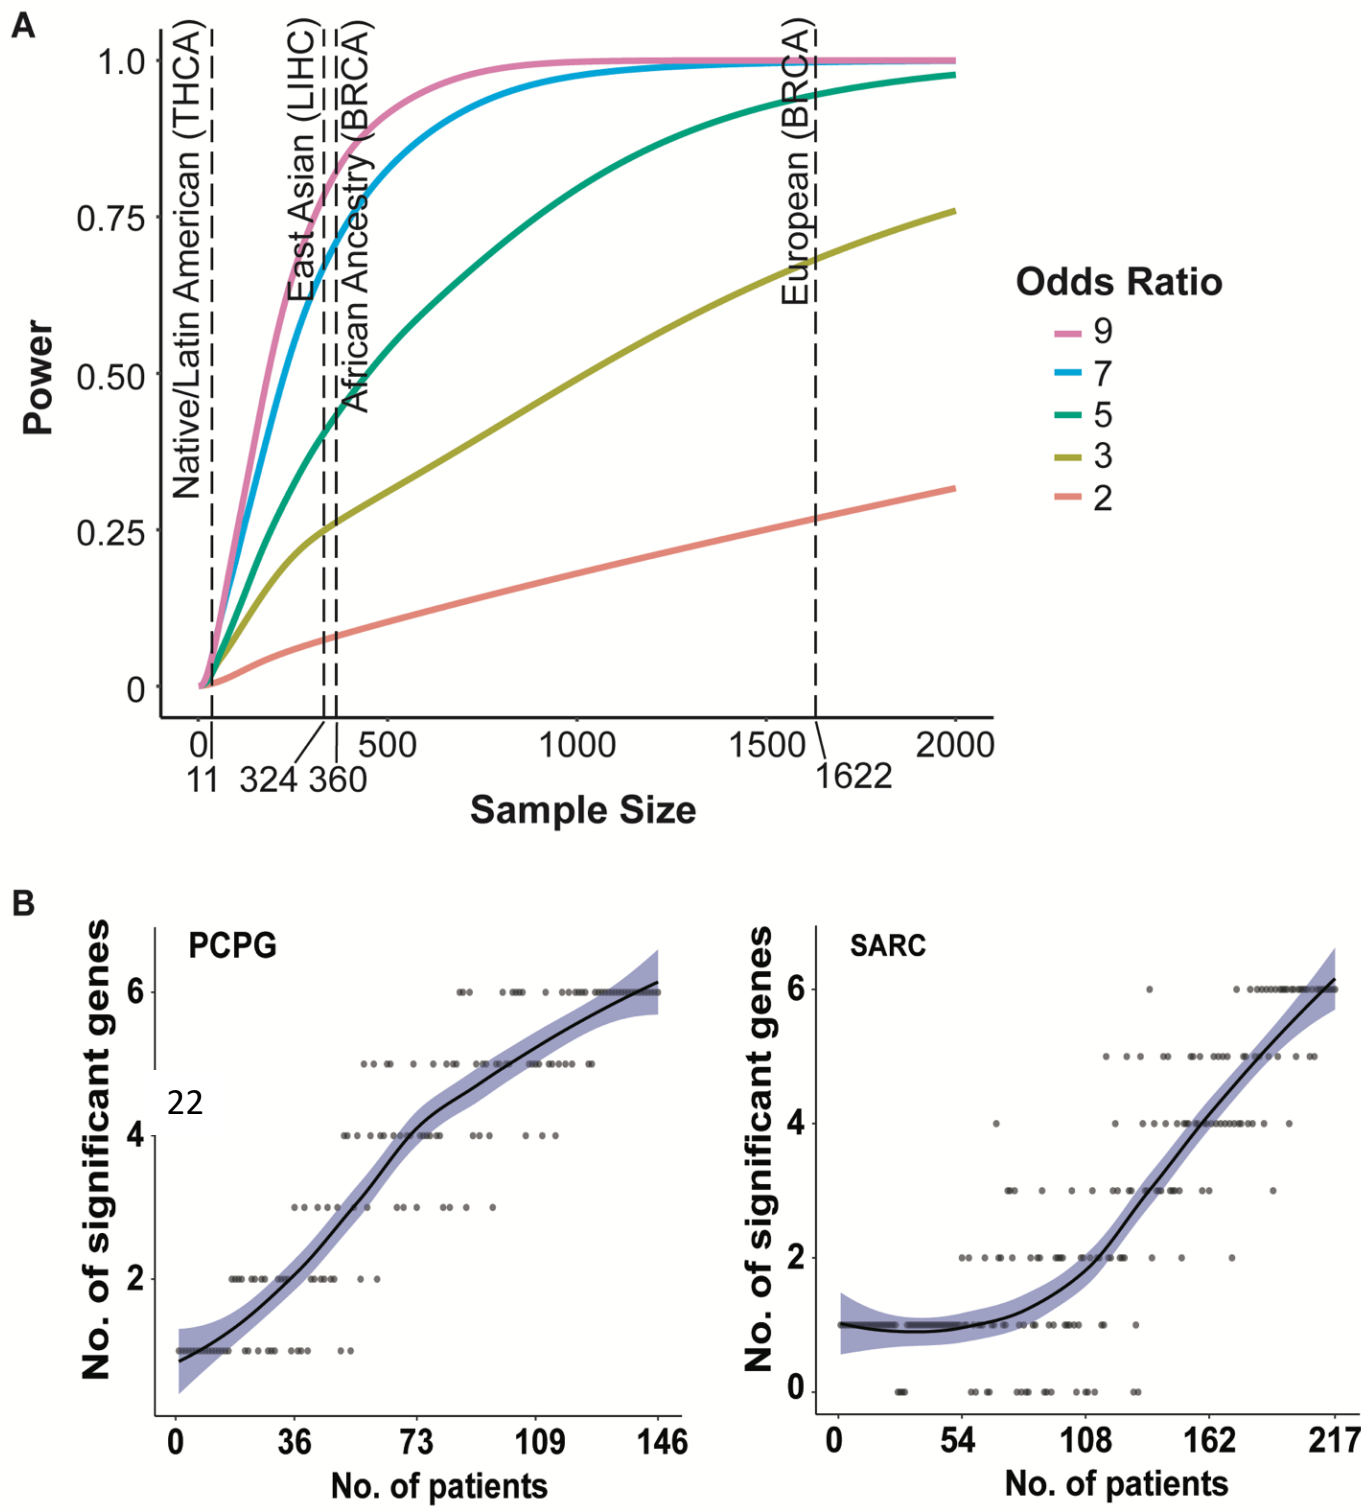 A
Native/Latin American (THCA)
East Asian (LIHC)
African Ancestry (BRCA)
European (BRCA)
Power
1.0
0.75
0.50
0.25
0
0 500 1000 1500 2000
11 324 360 1622
Sample Size
Odds Ratio
9
7
5
3
2
B
PCPG
No. of significant genes
6
22
4
2
0 36 73 109 146
No. of patients
SARC
No. of significant genes
6
4
2
0
0 54 108 162 217
No. of patients